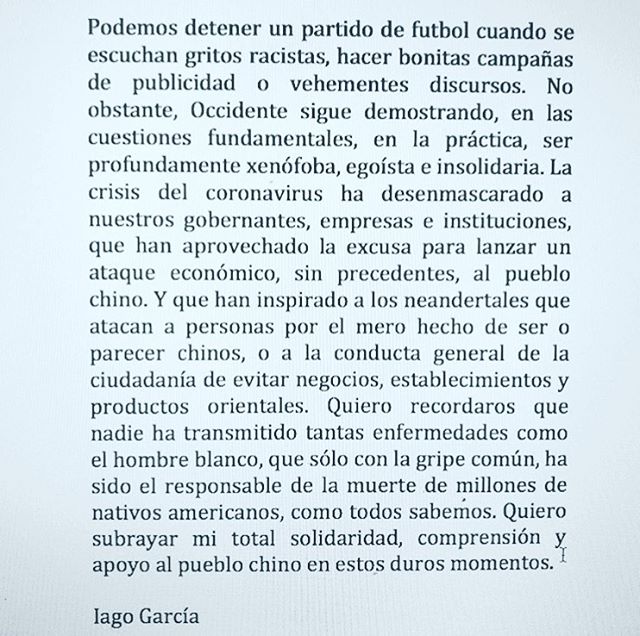 Podemos detener un partido de futbol cuando se
escuchan gritos racistas, hacer bonitas campañas
de publicidad o vehementes discursos. No
obstante, Occidente sigue demostrando, en las
cuestiones fundamentales, en la práctica, ser
profundamente xenófoba, egoísta e insolidaria. La
crisis del coronavirus ha desenmascarado a
nuestros gobernantes, empresas e instituciones,
que han aprovechado la excusa para lanzar un
ataque económico, sin precedentes, al pueblo
chino. Y que han inspirado a los neandertales que
atacan a personas por el mero hecho de ser o
parecer chinos, o a la conducta general de la
ciudadanía de evitar negocios, establecimientos y
productos orientales. Quiero recordaros que
nadie ha transmitido tantas enfermedades como
el hombre blanco, que sólo con la gripe común, ha
sido el responsable de la muerte de millones de
nativos americanos, como todos sabemos. Quiero
subrayar mi total solidaridad, comprensión y
apoyo al pueblo chino en estos duros momentos.
Iago García